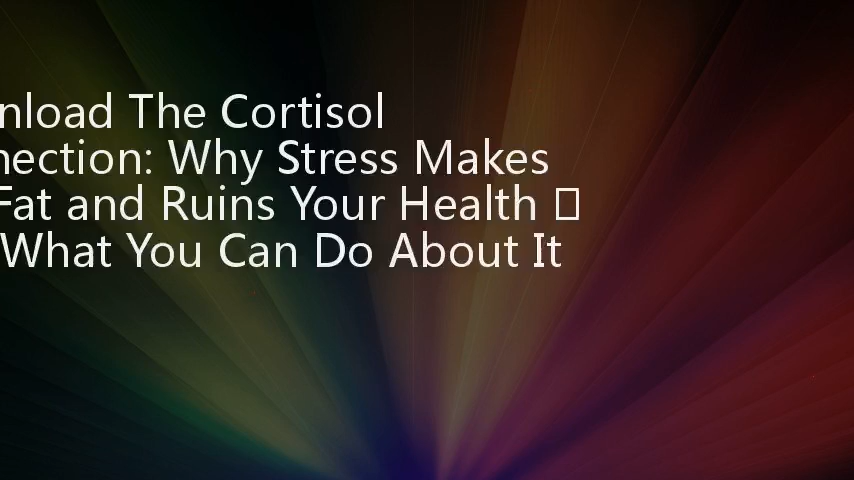 nload The Cortisol
nection: Why Stress Makes
Fat and Ruins Your Health □
What You Can Do About It